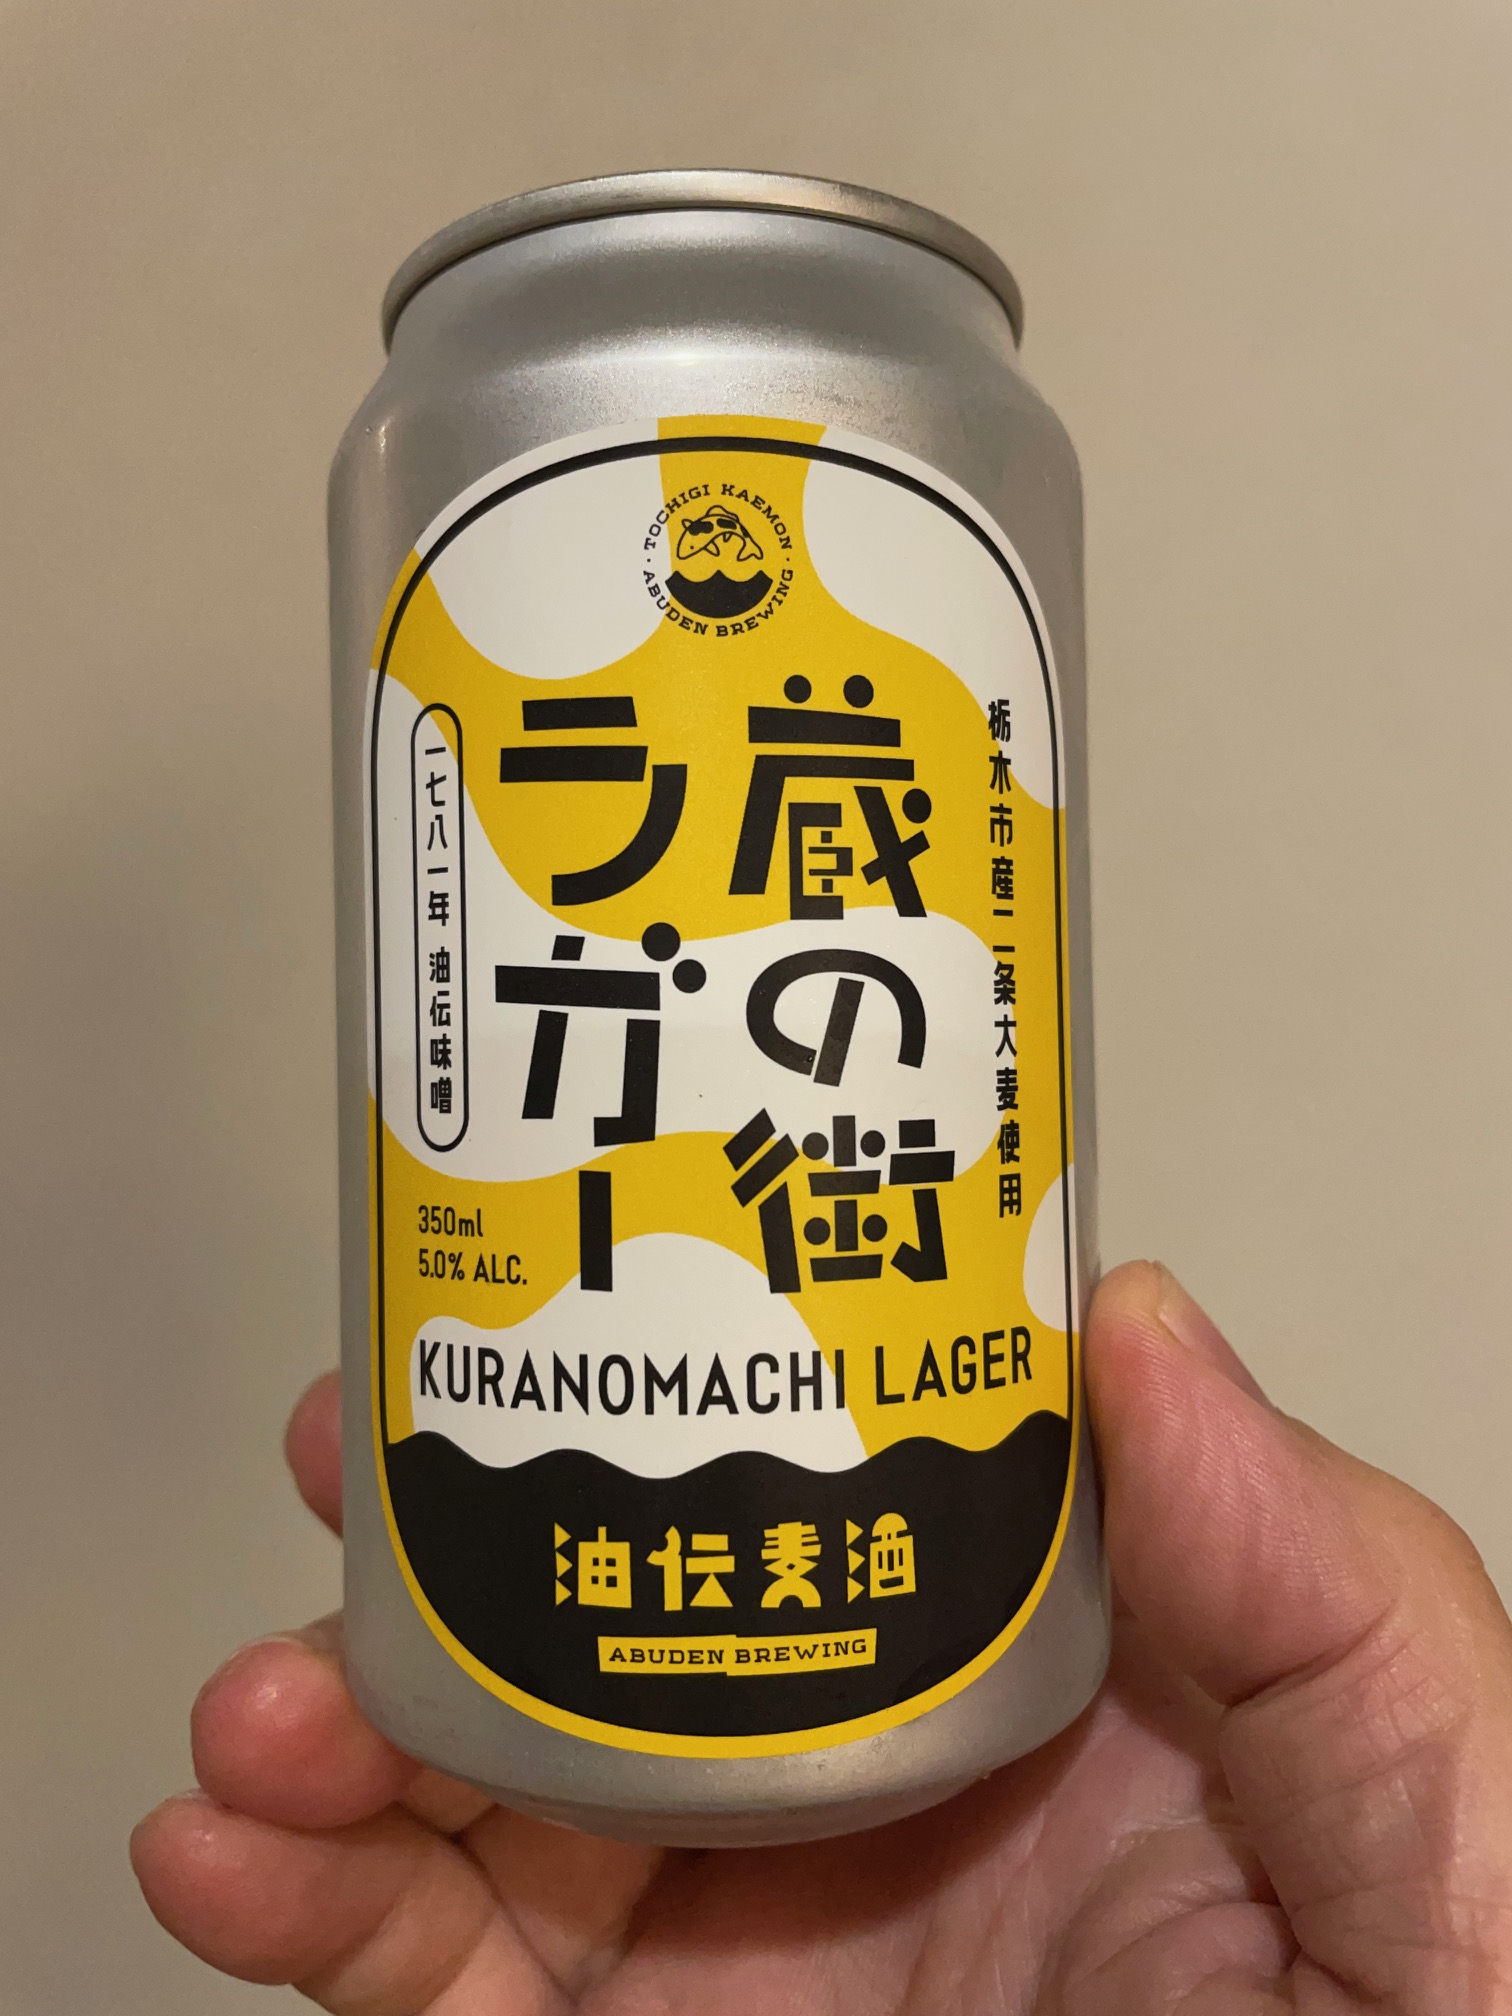 TOCHIGI KAEMON
ABUDEN BREWING
栃木市産二条大麦使用
蔵の街
ラガー
一七八一年 油伝味噌
350ml
5.0% ALC.
KURANOMACHI LAGER
油伝麦酒
ABUDEN BREWING